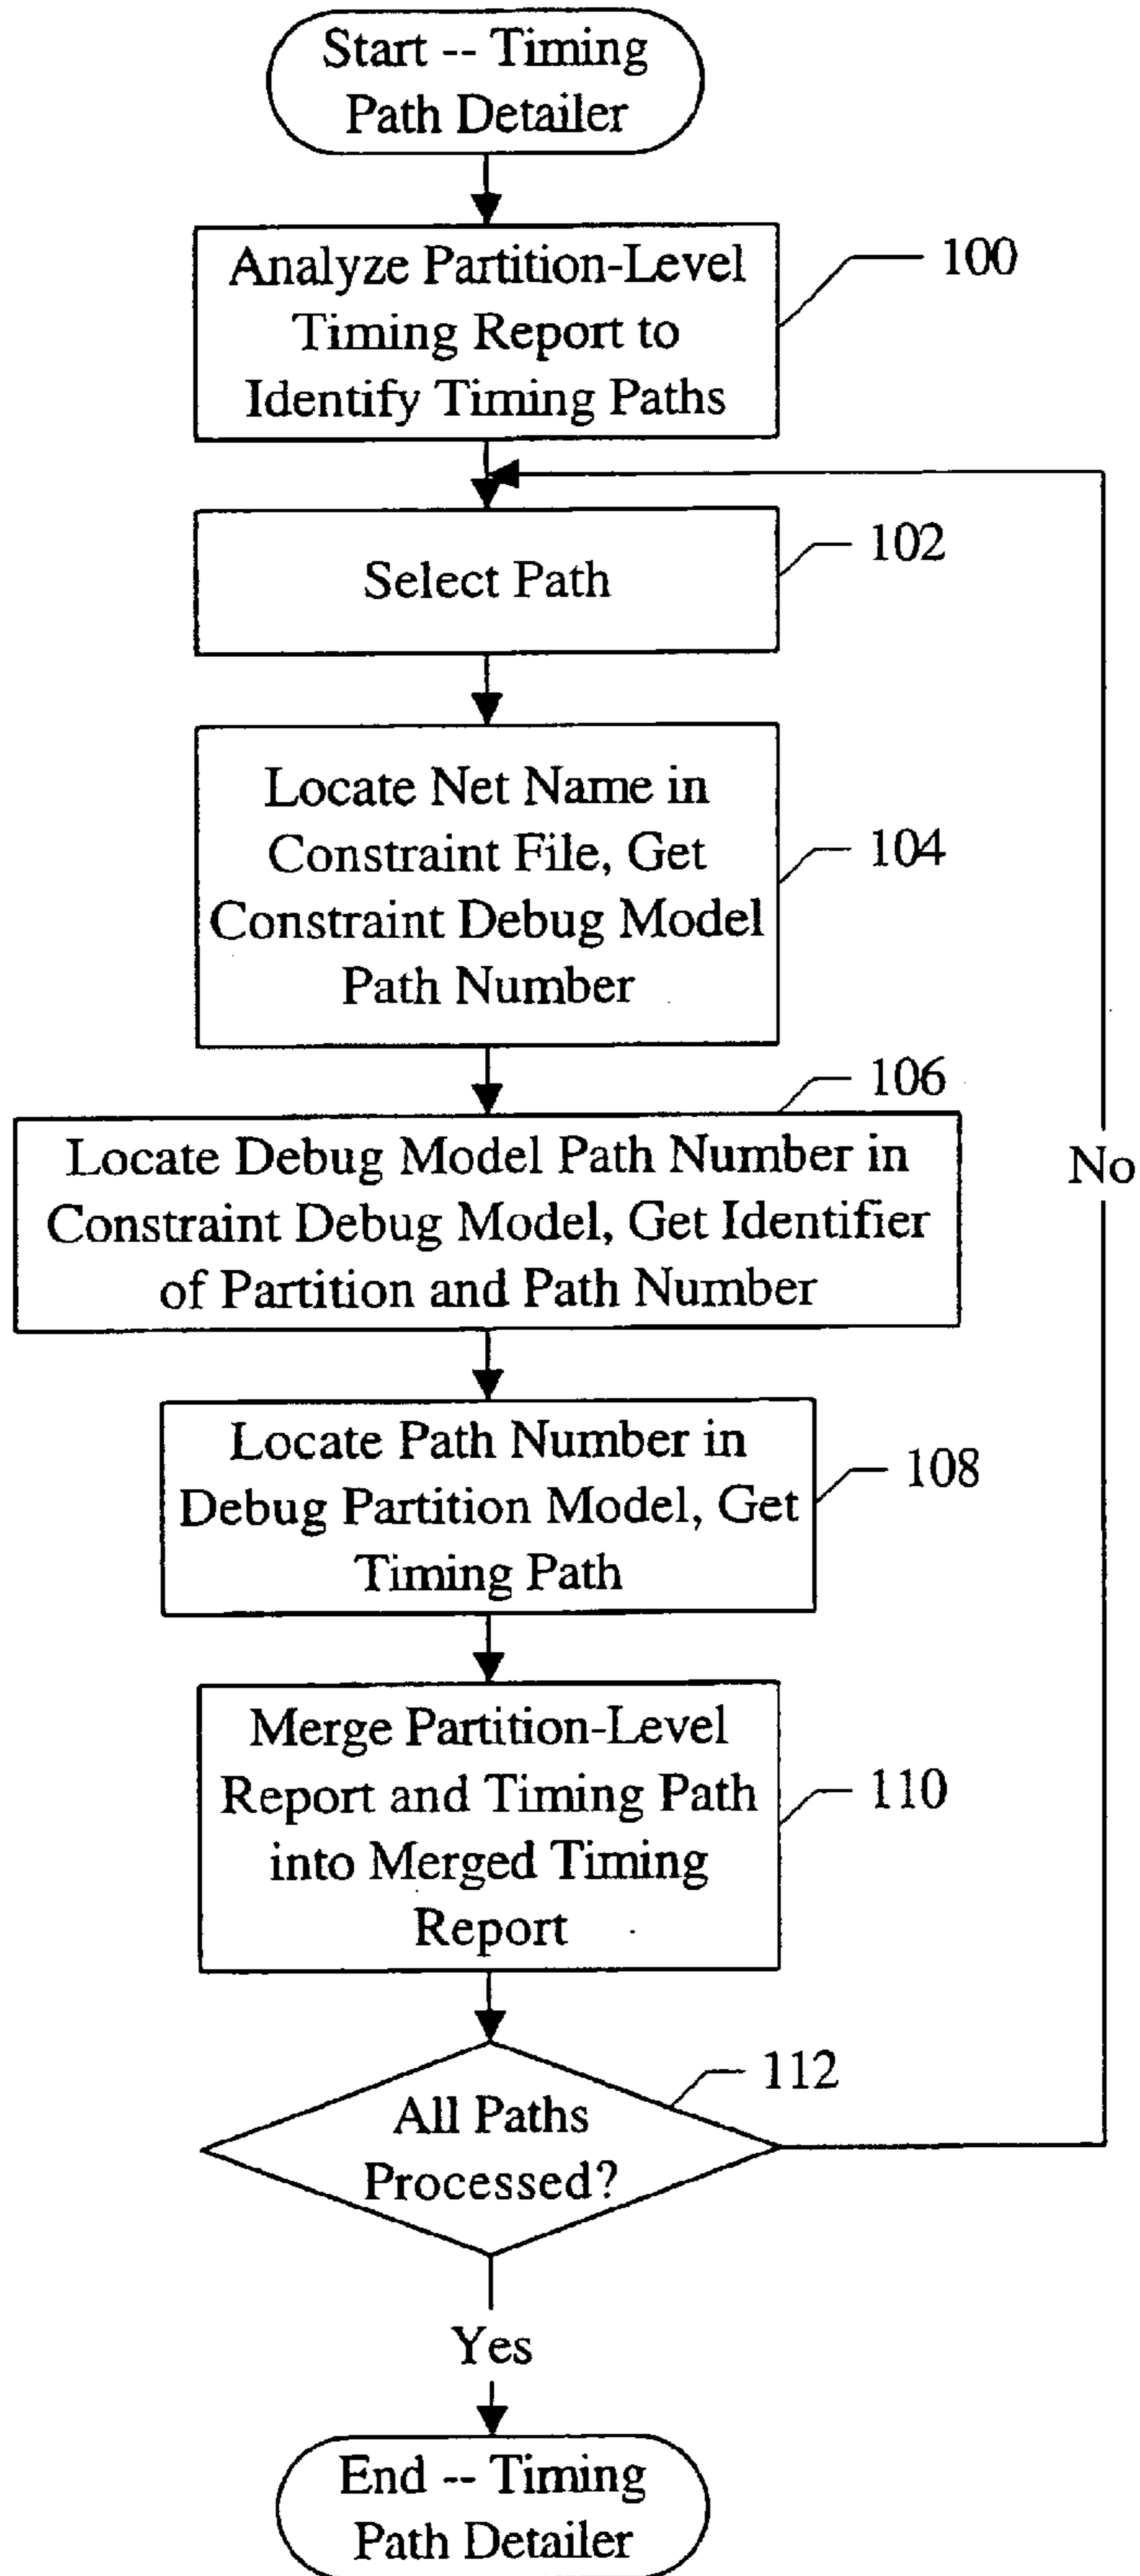 Start -- Timing
Path Detailer
Analyze Partition-Level
Timing Report to
Identify Timing Paths
100
Select Path
102
Locate Net Name in
Constraint File, Get
Constraint Debug Model
Path Number
104
106
Locate Debug Model Path Number in
Constraint Debug Model, Get Identifier
of Partition and Path Number
No
Locate Path Number in
Debug Partition Model, Get
Timing Path
108
Merge Partition-Level
Report and Timing Path
into Merged Timing
Report
110
112
All Paths
Processed?
Yes
End -- Timing
Path Detailer